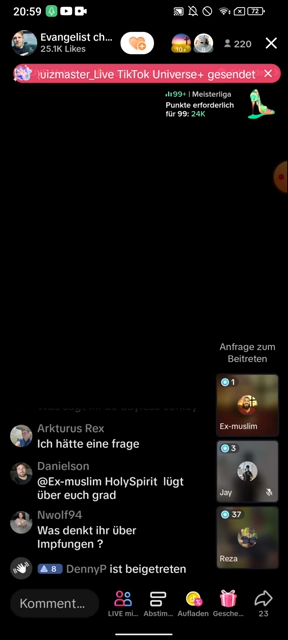 20:59
72
Evangelist ch...
25.1K Likes
10+
220
uizmaster_Live TikTok Universe+ gesendet
99+ | Meisterliga
Punkte erforderlich
für 99: 24K
Anfrage zum
Beitreten
1
Ex-muslim
3
Jay
37
Reza
Arkturus Rex
Ich hätte eine frage
Danielson
@Ex-muslim HolySpirit lügt
über euch grad
Nwolf94
Was denkt ihr über
Impfungen ?
8 DennyP ist beigetreten
Komment...
LIVE mi...
Abstim...
Aufladen
Gesche...
23